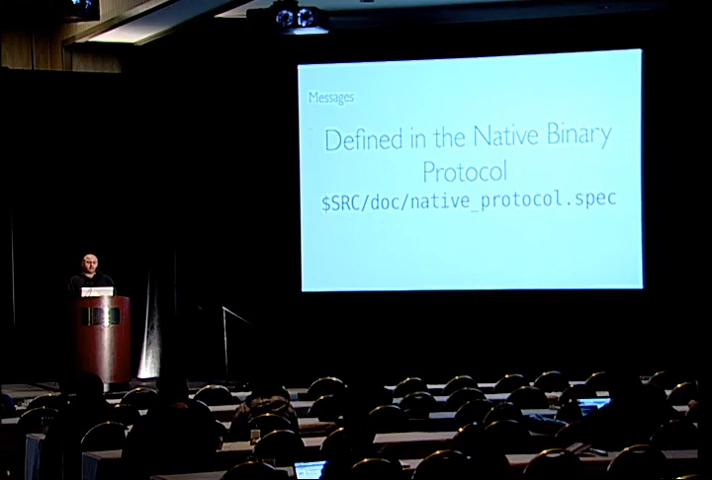 Messages
Defined in the Native Binary
Protocol
$SRC/doc/native_protocol.spec